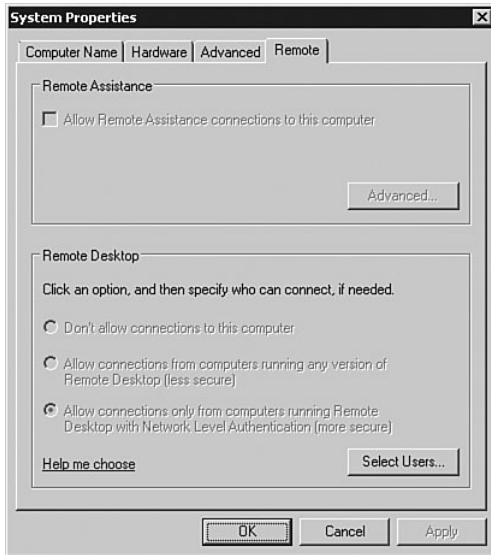 System Properties
Computer Name Hardware Advanced Remote
Remote Assistance
Allow Remote Assistance connections to this computer
Advanced...
Remote Desktop
Click an option, and then specify who can connect, if needed.
Don't allow connections to this computer
Allow connections from computers running any version of
Remote Desktop (less secure)
Allow connections only from computers running Remote
Desktop with Network Level Authentication (more secure)
Help me choose
Select Users...
OK Cancel Apply